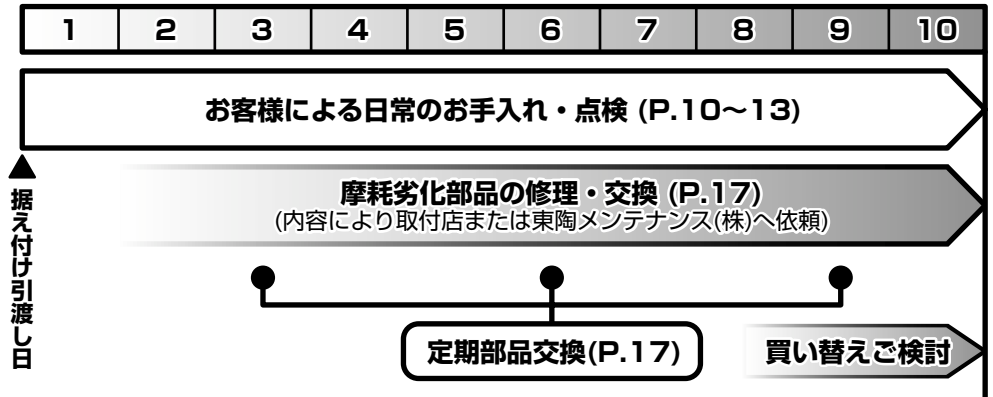 1 2 3 4 5 6 7 8 9 10
お客様による日常のお手入れ・点検 (P.10〜13)
据え付け引渡し日
摩耗劣化部品の修理・交換 (P.17)
(内容により取付店または東陶メンテナンス(株)へ依頼)
定期部品交換(P.17)
買い替えご検討